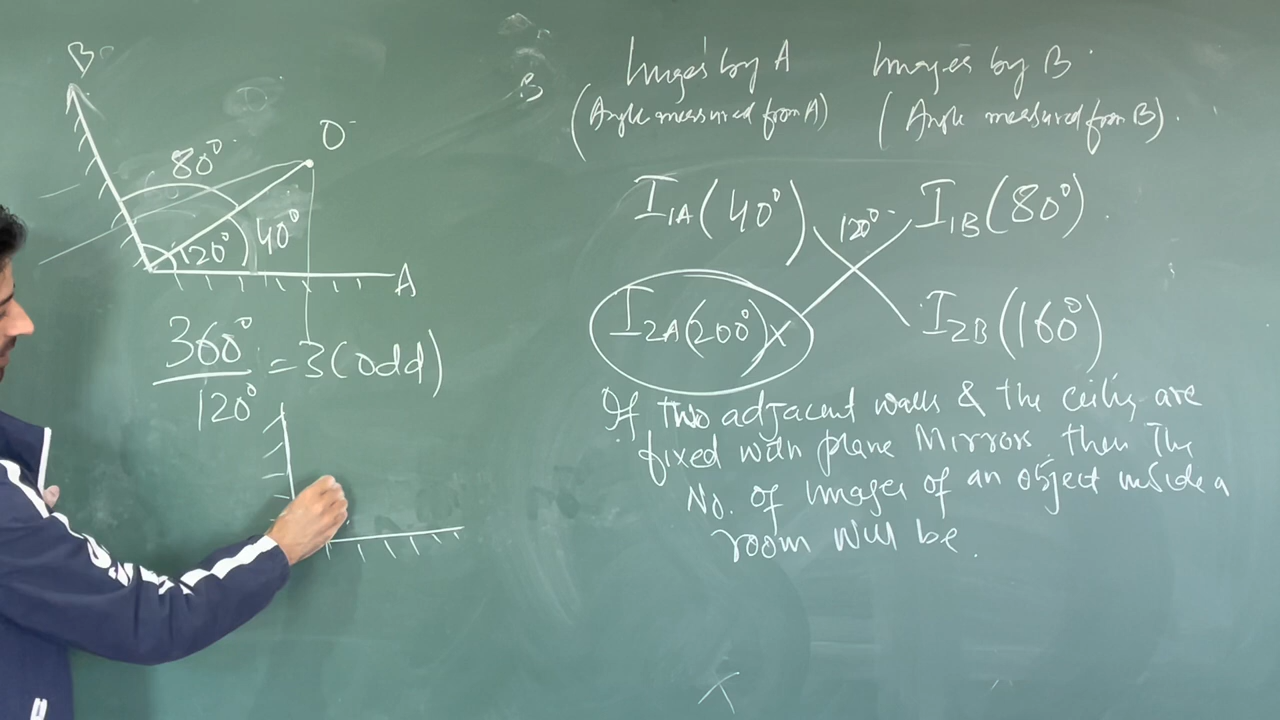 B
O
80°
120°
40°
A
360°
120°
=3(odd)
B
Images by A
Images by B
(Angle measured from A)
(Angle measured from B).
I1A(40°)
120°
I1B(80°)
I2A(200°)
I2B(160°)
If two adjacent walls & the ceiling are
fixed with plane Mirror then The
No. of Images of an object inside a
room will be.